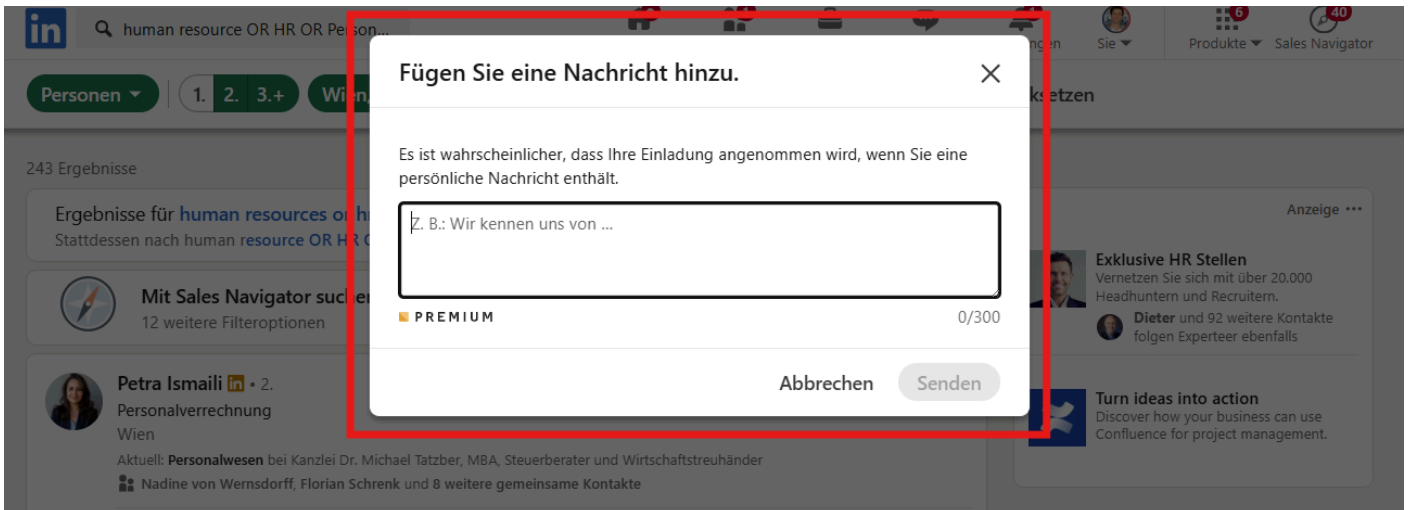 in
human resource OR HR OR Person...
6
40
ngen
Sie
Produkte
Sales Navigator
Personen
1. 2. 3.+
Wien,
ksetzen
Fügen Sie eine Nachricht hinzu.
243 Ergebnisse
Es ist wahrscheinlicher, dass Ihre Einladung angenommen wird, wenn Sie eine
persönliche Nachricht enthält.
Z. B.: Wir kennen uns von ...
PREMIUM
0/300
Abbrechen
Senden
Ergebnisse für human resources or h
Stattdessen nach human resource OR HR
Mit Sales Navigator suchen
12 weitere Filteroptionen
Petra Ismaili in • 2.
Personalverrechnung
Wien
Aktuell: Personalwesen bei Kanzlei Dr. Michael Tatzber, MBA, Steuerberater und Wirtschaftstreuhänder
Nadine von Wernsdorff, Florian Schrenk und 8 weitere gemeinsame Kontakte
Anzeige
Exklusive HR Stellen
Vernetzen Sie sich mit über 20.000
Headhuntern und Recruitern.
Dieter und 92 weitere Kontakte
folgen Experteer ebenfalls
Turn ideas into action
Discover how your business can use
Confluence for project management.